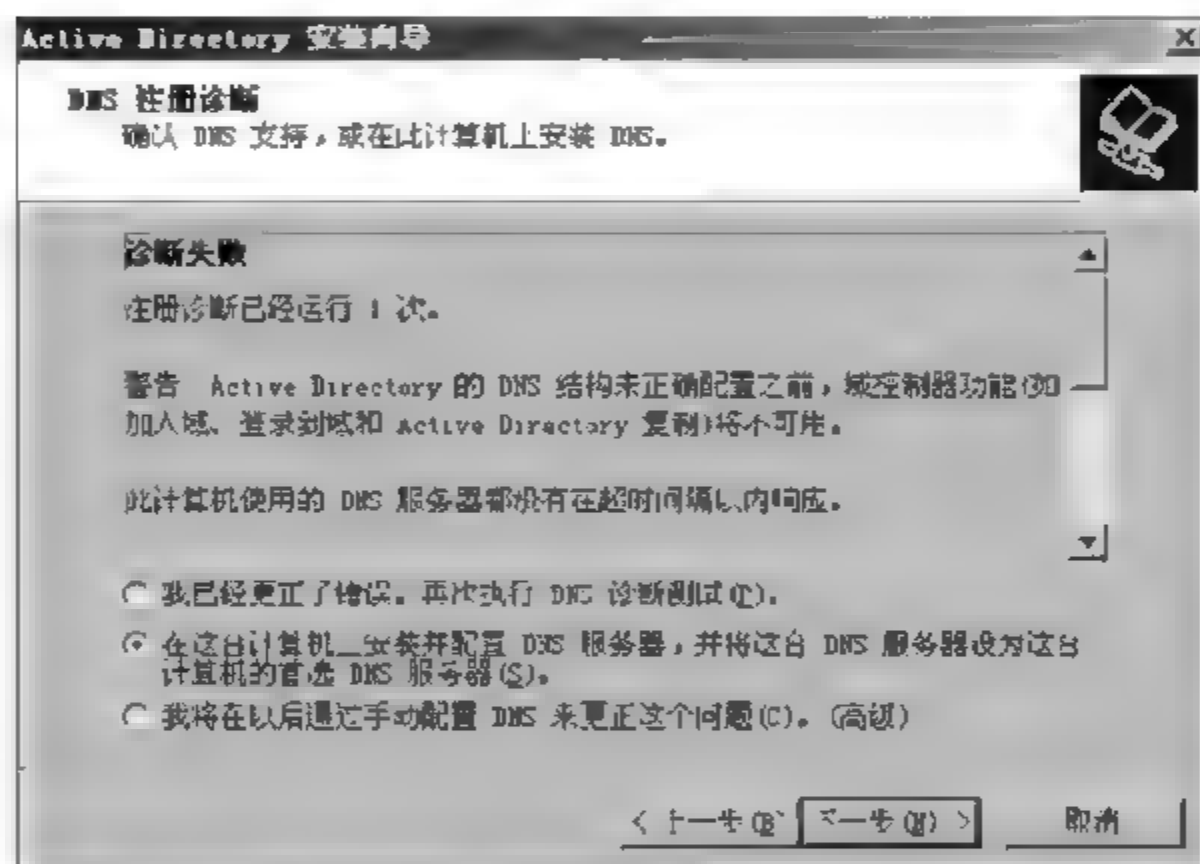 Active Directory 安装向导
DNS 注册诊断
确认 DNS 支持，或在此计算机上安装 DNS。
诊断失败
注册诊断已经运行 1 次。
警告 Active Directory 的 DNS 结构未正确配置之前，域控制器功能(如
加入域、登录到域和 Active Directory 复制)将不可用。
此计算机使用的 DNS 服务器都没有在超时间隔以内响应。
我已经更正了错误。再次执行 DNS 诊断测试(P)。
在这台计算机上安装并配置 DNS 服务器，并将这台 DNS 服务器设为这台
计算机的首选 DNS 服务器(S)。
我将在以后通过手动配置 DNS 来更正这个问题(C)。(高级)
< 上一步(B) 下一步(N) > 取消